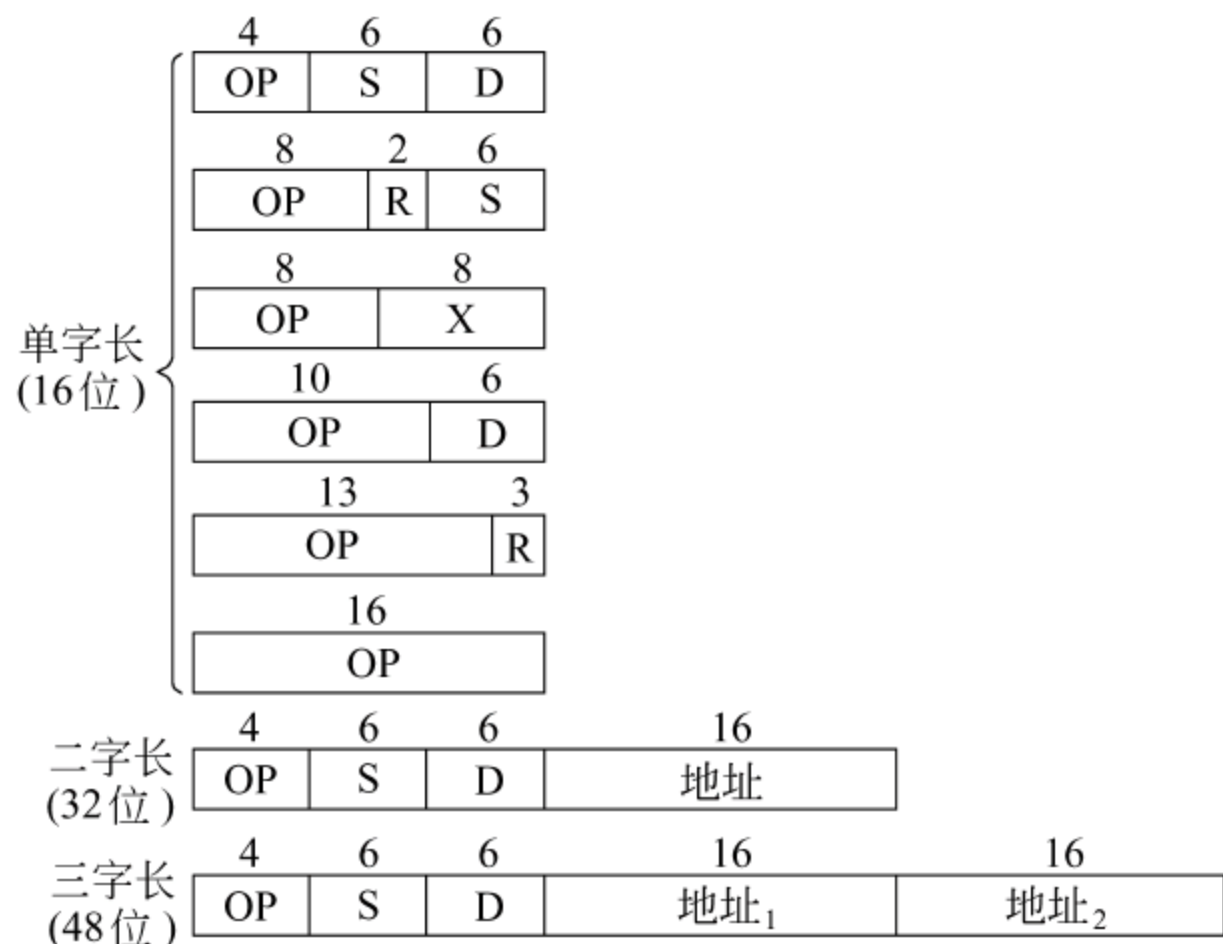 4 6 6
OP S D
8 2 6
OP R S
8 8
OP X
单字长
(16位)
10 6
OP D
13 3
OP R
16
OP
4 6 6 16
二字长
(32位)
OP S D 地址
4 6 6 16 16
三字长
(48位)
OP S D 地址₁ 地址₂